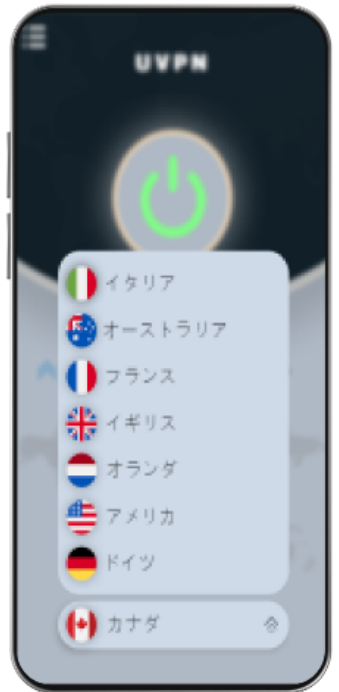 UVPN
イタリア
オーストラリア
フランス
イギリス
オランダ
アメリカ
ドイツ
カナダ